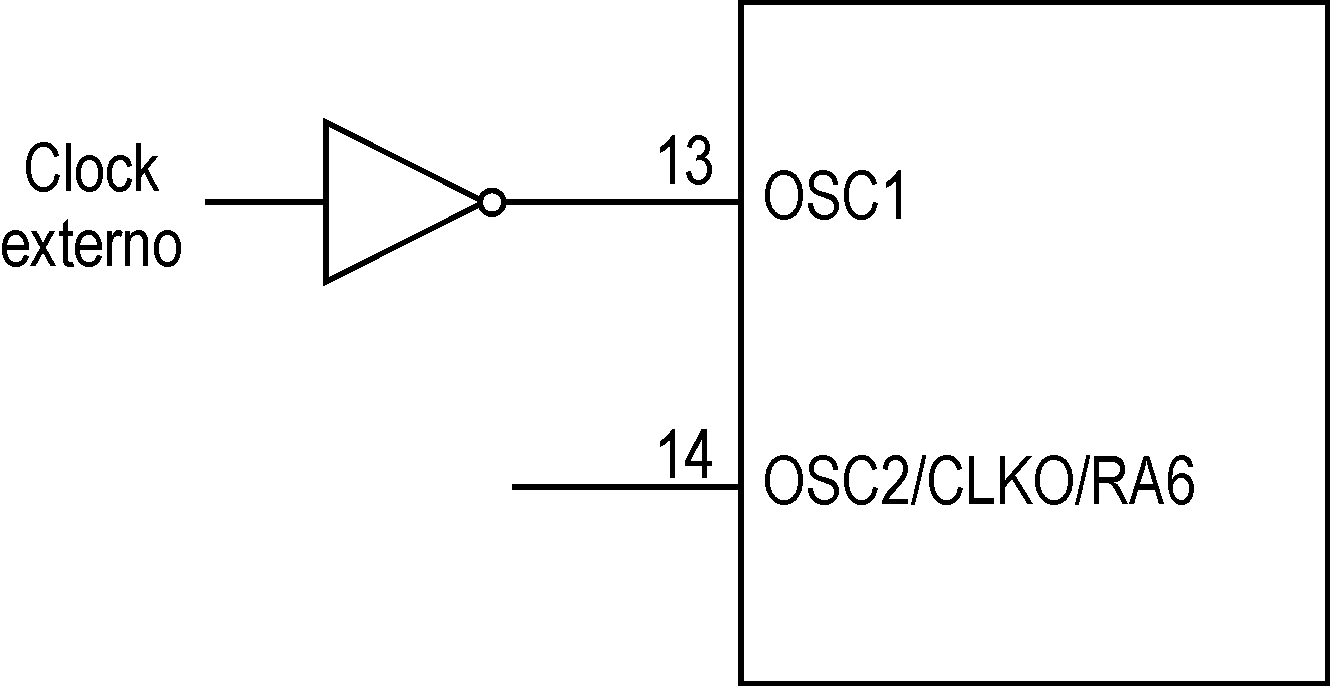 Clock
externo
13
OSC1
14
OSC2/CLKO/RA6